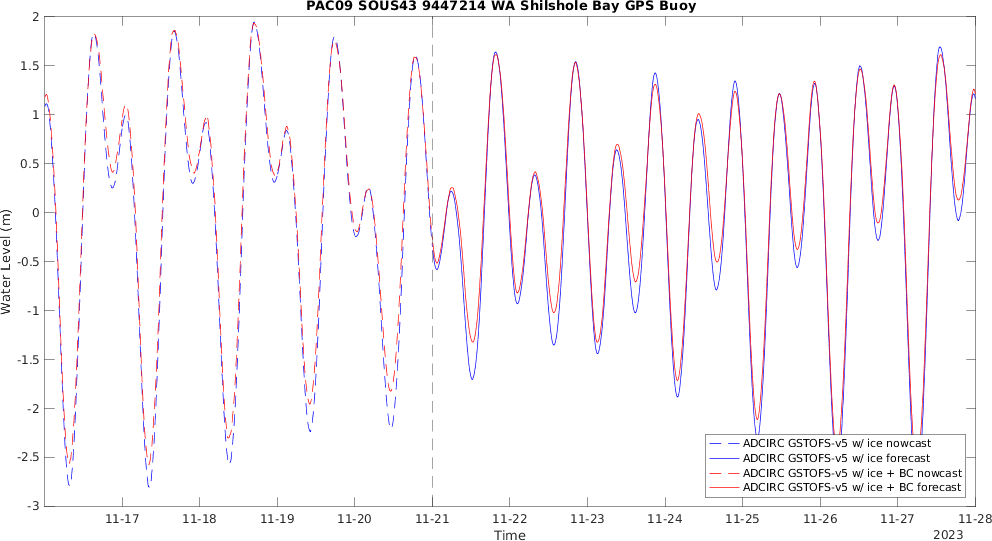 PAC09 SOUS43 9447214 WA Shilshole Bay GPS Buoy
2
1.5
1
0.5
0
-0.5
-1
-1.5
-2
-2.5
-3
Water Level (m)
ADCIRC GSTOFS-v5 w/ ice nowcast
ADCIRC GSTOFS-v5 w/ ice forecast
ADCIRC GSTOFS-v5 w/ ice + BC nowcast
ADCIRC GSTOFS-v5 w/ ice + BC forecast
11-17 11-18 11-19 11-20 11-21 11-22 11-23 11-24 11-25 11-26 11-27 11-28
Time
2023